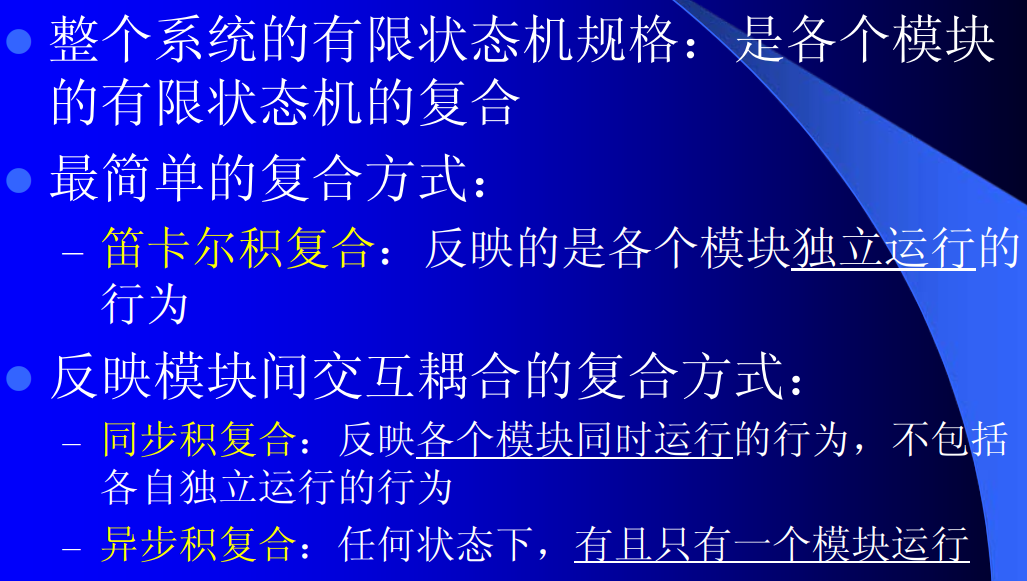 整个系统的有限状态机规格：是各个模块
的有限状态机的复合
最简单的复合方式：
– 笛卡尔积复合：反映的是各个模块独立运行的
行为
反映模块间交互耦合的复合方式：
– 同步积复合：反映各个模块同时运行的行为，不包括
各自独立运行的行为
– 异步积复合：任何状态下，有且只有一个模块运行